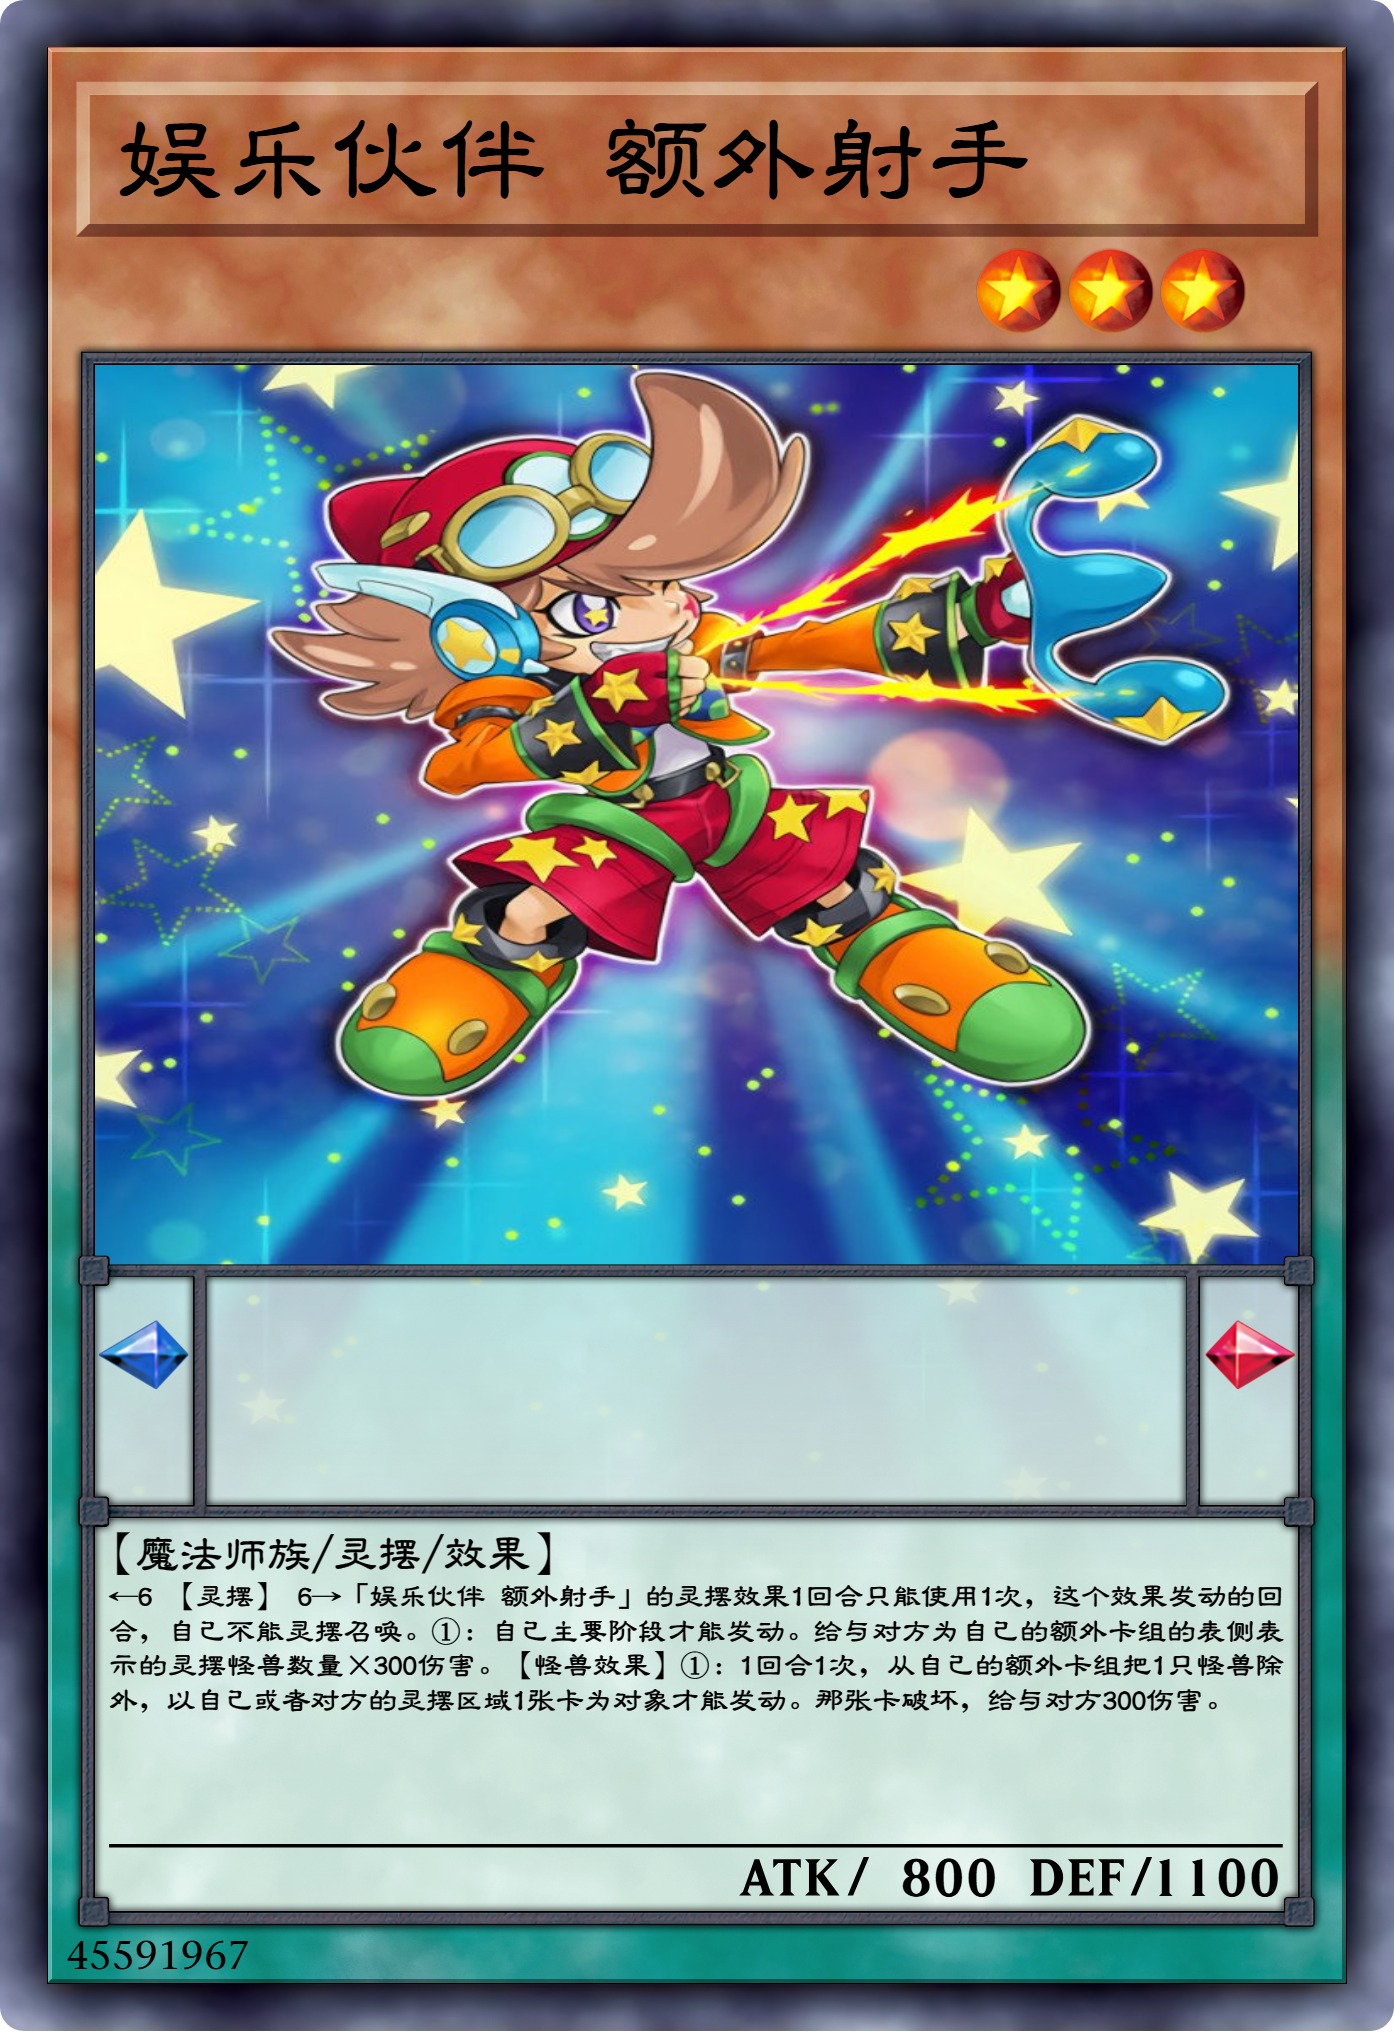 娱乐伙伴 额外射手
【魔法师族/灵摆/效果】
←6 【灵摆】 6→「娱乐伙伴 额外射手」的灵摆效果1回合只能使用1次，这个效果发动的回
合，自己不能灵摆召唤。①：自己主要阶段才能发动。给与对方为自己的额外卡组的表侧表
示的灵摆怪兽数量×300伤害。【怪兽效果】①：1回合1次，从自己的额外卡组把1只怪兽除
外，以自己或者对方的灵摆区域1张卡为对象才能发动。那张卡破坏，给与对方300伤害。
ATK/ 800 DEF/1100
45591967